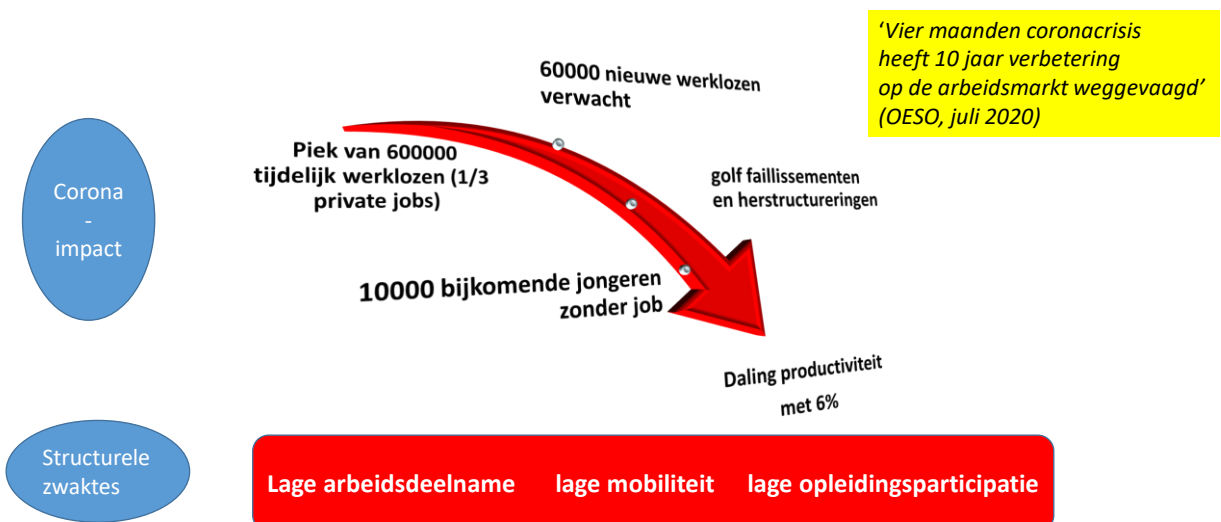 ‘Vier maanden coronacrisis
heeft 10 jaar verbetering
op de arbeidsmarkt weggevaagd’
(OESO, juli 2020)
60000 nieuwe werklozen
verwacht
Corona
-
impact
Piek van 600000
tijdelijk werklozen (1/3
private jobs)
golf faillissementen
en herstructureringen
10000 bijkomende jongeren
zonder job
Daling productiviteit
met 6%
Structurele
zwaktes
Lage arbeidsdeelname lage mobiliteit lage opleidingsparticipatie